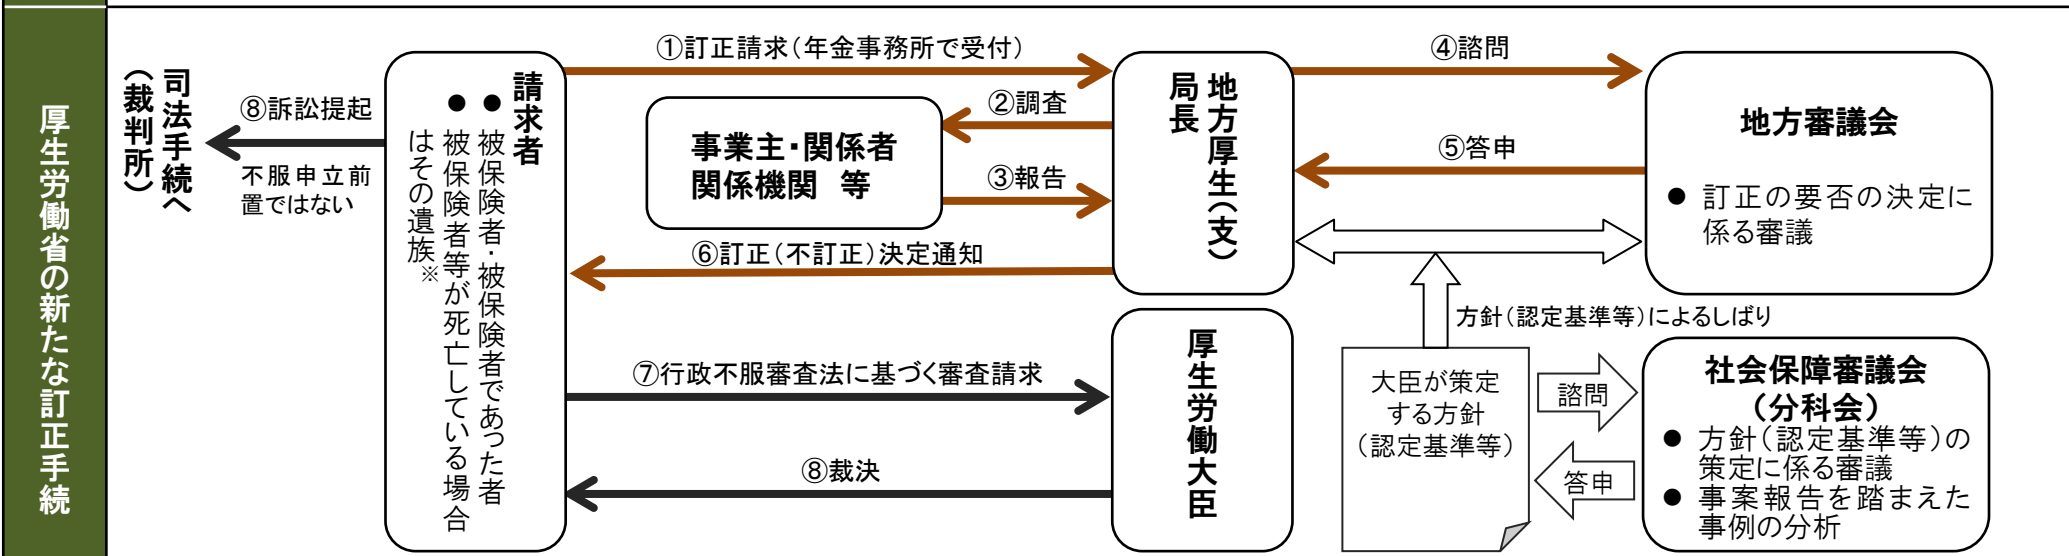 厚生労働省の新たな訂正手続
司法手続へ
（裁判所）
⑧訴訟提起
不服申立前
置ではない
請求者
● 被保険者・被保険者であった者
● 被保険者等が死亡している場合
はその遺族※
①訂正請求（年金事務所で受付）
②調査
事業主・関係者
関係機関　等
③報告
⑥訂正（不訂正）決定通知
⑦行政不服審査法に基づく審査請求
⑧裁決
地方厚生（支）
局長
厚生労働大臣
④諮問
⑤答申
地方審議会
● 訂正の要否の決定に
係る審議
方針（認定基準等）によるしばり
大臣が策定
する方針
（認定基準等）
諮問
答申
社会保障審議会
（分科会）
● 方針（認定基準等）の
策定に係る審議
● 事案報告を踏まえた
事例の分析